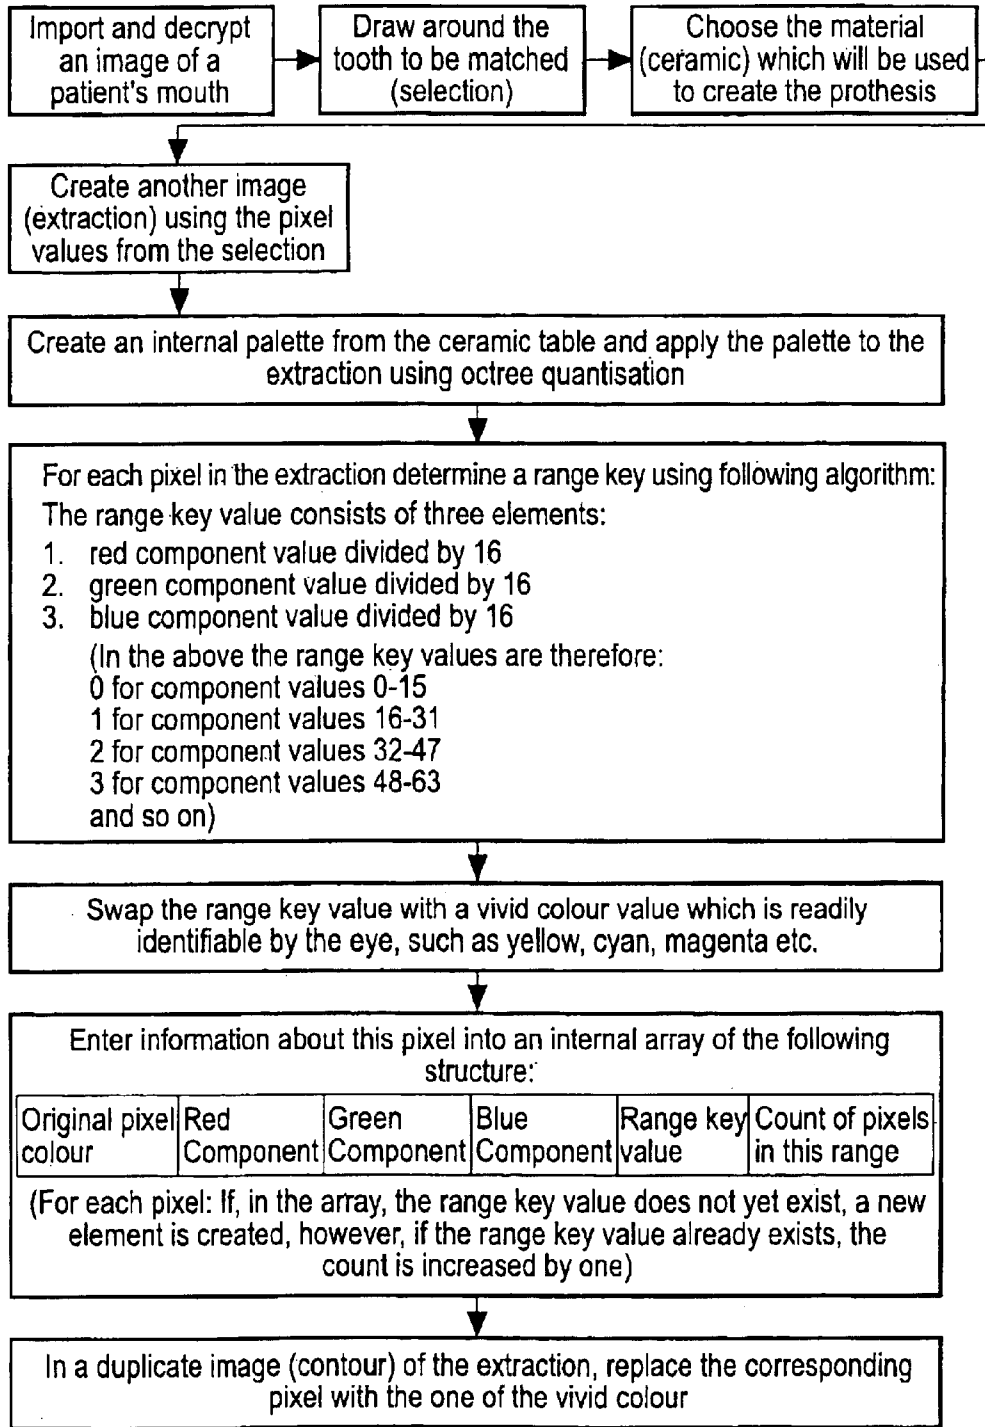 Import and decrypt
an image of a
patient's mouth
Draw around the
tooth to be matched
(selection)
Choose the material
(ceramic) which will be used
to create the prothesis
Create another image
(extraction) using the pixel
values from the selection
Create an internal palette from the ceramic table and apply the palette to the
extraction using octree quantisation
For each pixel in the extraction determine a range key using following algorithm:
The range key value consists of three elements:
1. red component value divided by 16
2. green component value divided by 16
3. blue component value divided by 16
(In the above the range key values are therefore:
0 for component values 0-15
1 for component values 16-31
2 for component values 32-47
3 for component values 48-63
and so on)
Swap the range key value with a vivid colour value which is readily
identifiable by the eye, such as yellow, cyan, magenta etc.
Enter information about this pixel into an internal array of the following
structure:
Original pixel
colour
Red
Component
Green
Component
Blue
Component
Range key
value
Count of pixels
in this range
(For each pixel: If, in the array, the range key value does not yet exist, a new
element is created, however, if the range key value already exists, the
count is increased by one)
In a duplicate image (contour) of the extraction, replace the corresponding
pixel with the one of the vivid colour